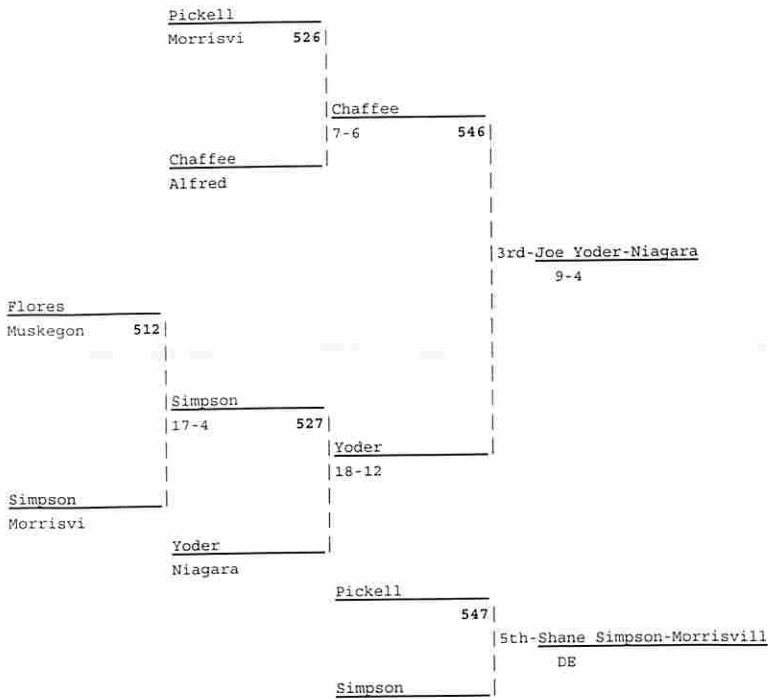 Pickell
Morrisvi 526
Chaffee
7-6 546
Chaffee
Alfred
3rd-Joe Yoder-Niagara
9-4
Flores
Muskegon 512
Simpson
17-4 527
Yoder
18-12
Simpson
Morrisvi
Yoder
Niagara
Pickell
547
5th-Shane Simpson-Morrisvill
DE
Simpson